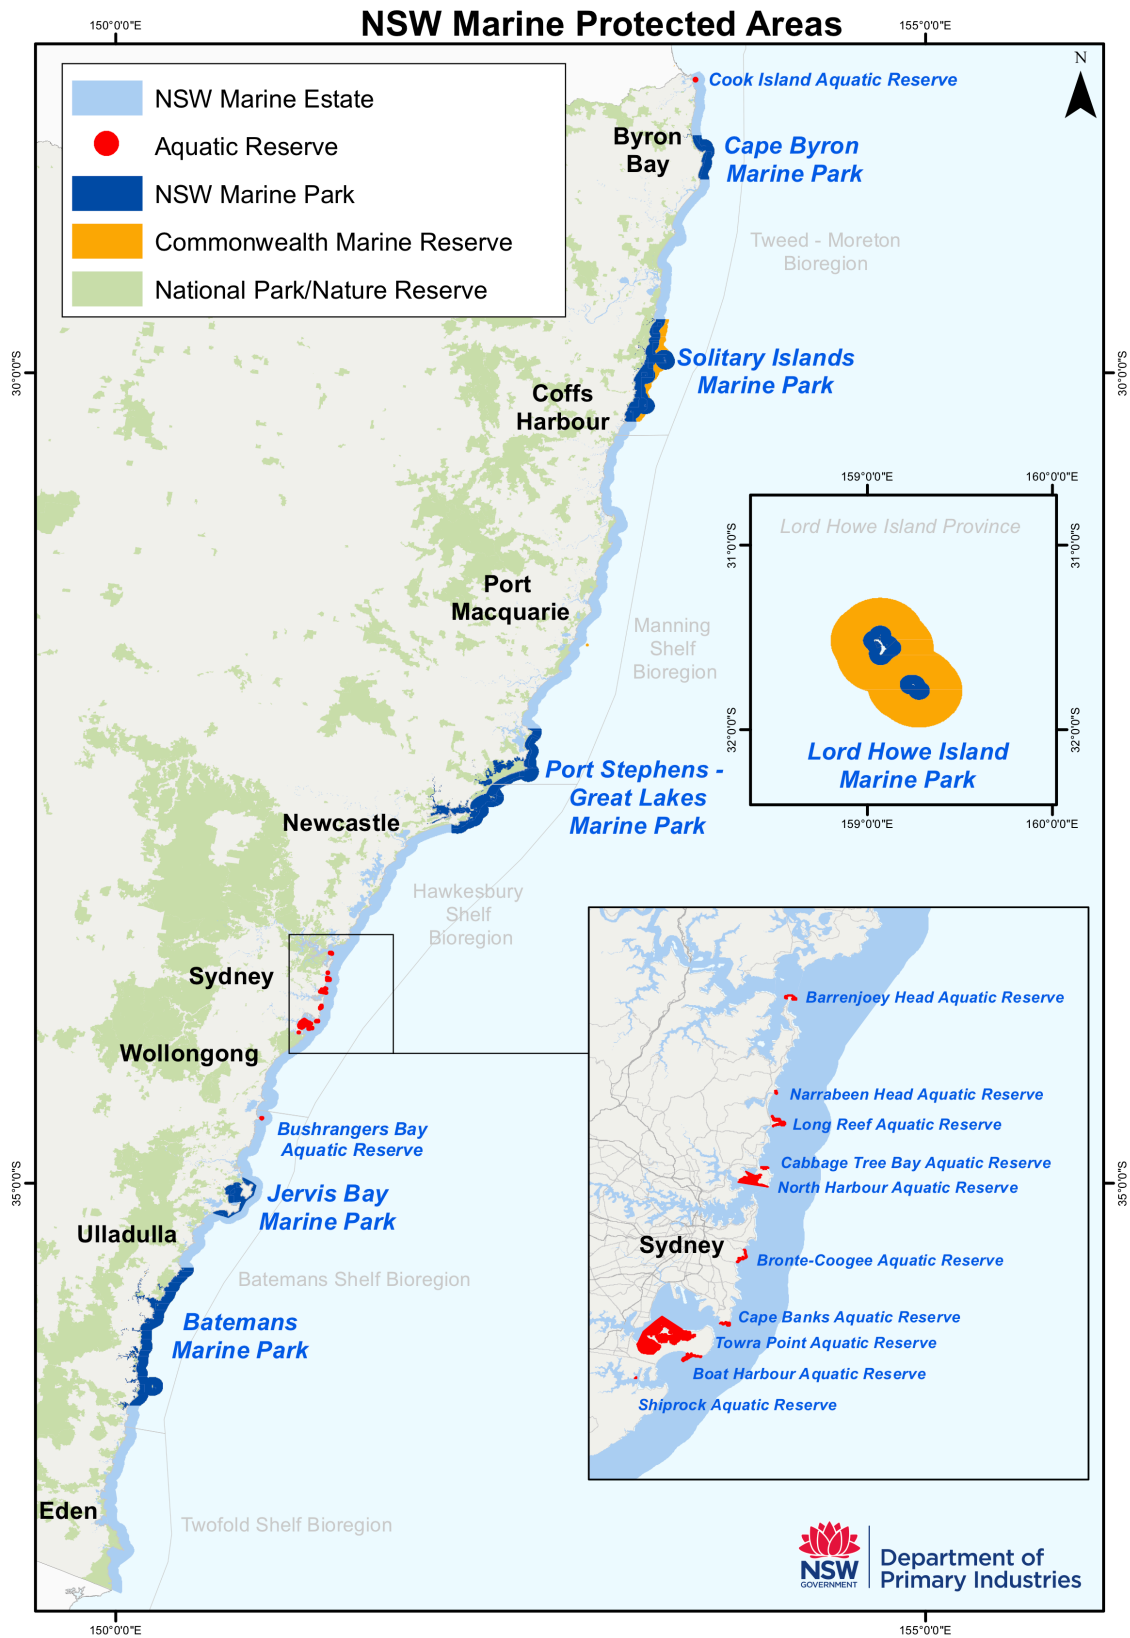 NSW Marine Protected Areas
150°0'0"E
155°0'0"E
N
NSW Marine Estate
Aquatic Reserve
NSW Marine Park
Commonwealth Marine Reserve
National Park/Nature Reserve
Cook Island Aquatic Reserve
Byron
Bay
Cape Byron
Marine Park
Tweed - Moreton
Bioregion
30°0'0"S
30°0'0"S
Solitary Islands
Marine Park
Coffs
Harbour
159°0'0"E
160°0'0"E
Lord Howe Island Province
31°0'0"S
31°0'0"S
Port
Macquarie
Manning
Shelf
Bioregion
32°0'0"S
32°0'0"S
Lord Howe Island
Marine Park
159°0'0"E
160°0'0"E
Port Stephens -
Great Lakes
Marine Park
Newcastle
Hawkesbury
Shelf
Bioregion
Sydney
Wollongong
Barrenjoey Head Aquatic Reserve
Narrabeen Head Aquatic Reserve
Long Reef Aquatic Reserve
Cabbage Tree Bay Aquatic Reserve
North Harbour Aquatic Reserve
Sydney
Bronte-Coogee Aquatic Reserve
Cape Banks Aquatic Reserve
Towra Point Aquatic Reserve
Boat Harbour Aquatic Reserve
Shiprock Aquatic Reserve
Bushrangers Bay
Aquatic Reserve
35°0'0"S
35°0'0"S
Jervis Bay
Marine Park
Ulladulla
Batemans Shelf Bioregion
Batemans
Marine Park
Eden
Twofold Shelf Bioregion
NSW
GOVERNMENT
Department of
Primary Industries
150°0'0"E
155°0'0"E